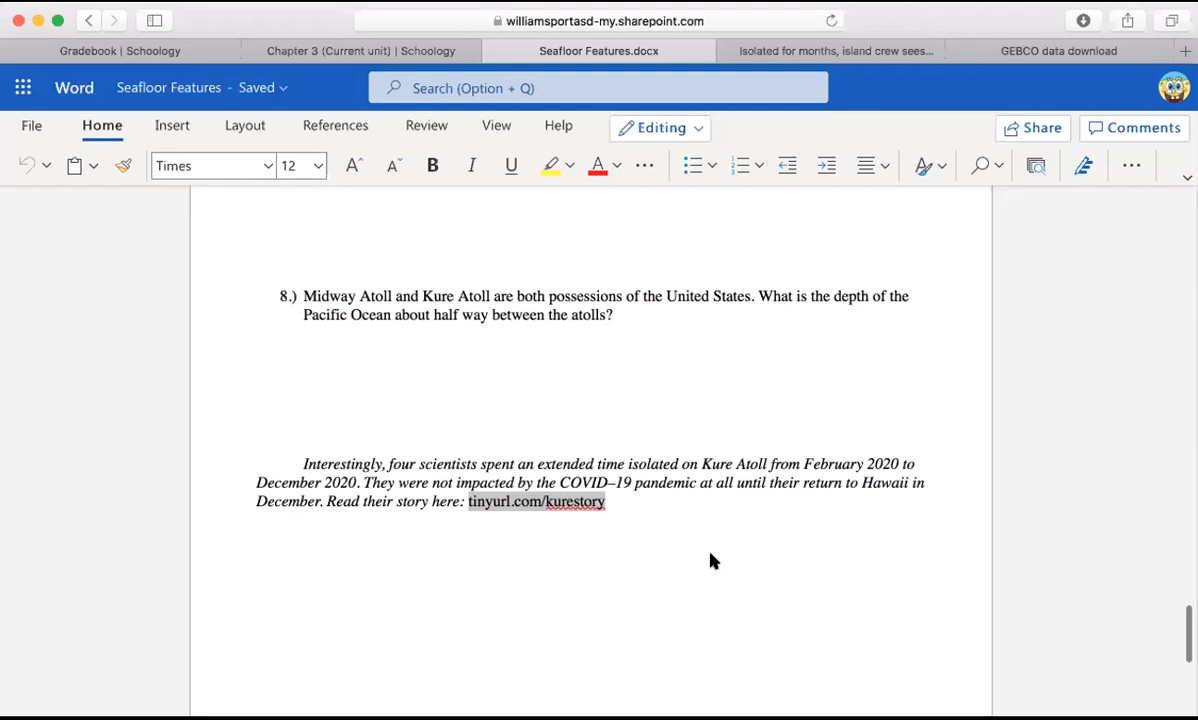 williamsportasd-my.sharepoint.com
Gradebook | Schoology
Chapter 3 (Current unit) | Schoology
Seafloor Features.docx
Isolated for months, island crew sees...
GEBCO data download
Word
Seafloor Features - Saved
Search (Option + Q)
File
Home
Insert
Layout
References
Review
View
Help
Editing
Share
Comments
Times
12
8.) Midway Atoll and Kure Atoll are both possessions of the United States. What is the depth of the
Pacific Ocean about half way between the atolls?
Interestingly, four scientists spent an extended time isolated on Kure Atoll from February 2020 to
December 2020. They were not impacted by the COVID–19 pandemic at all until their return to Hawaii in
December. Read their story here: tinyurl.com/kurestory